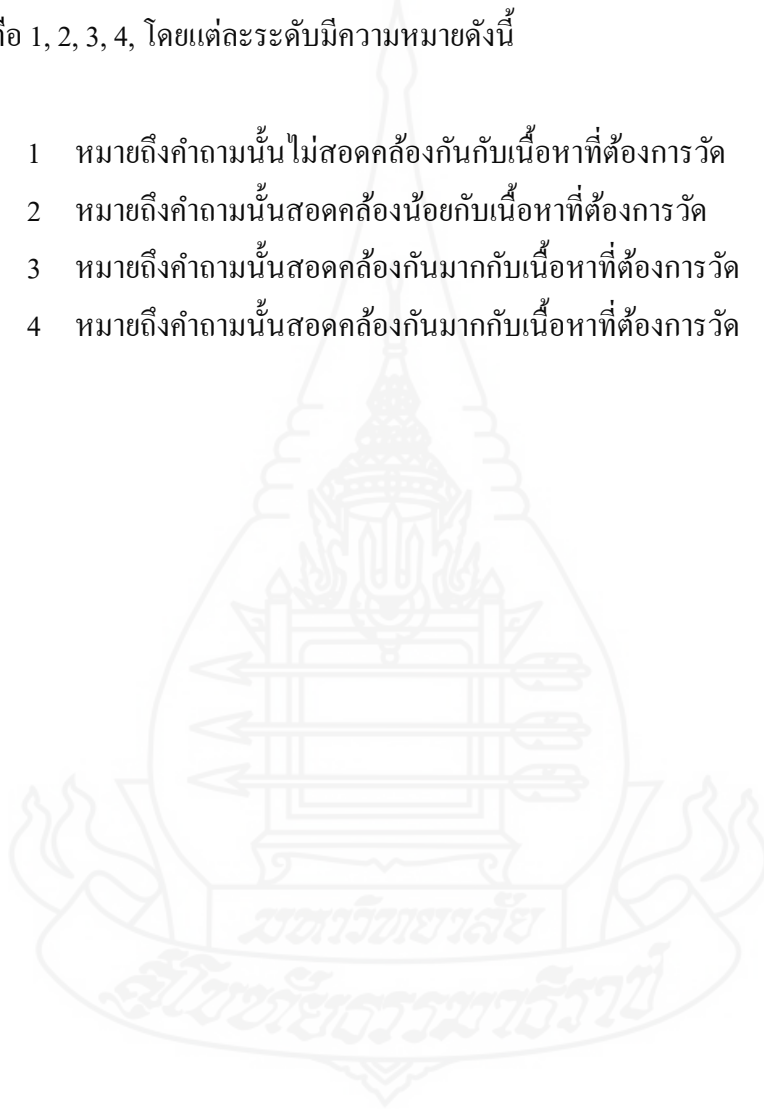 คือ 1, 2, 3, 4, โดยแต่ละระดับมีความหมายดังนี้
1 หมายถึงคำถามนั้นไม่สอดคล้องกันกับเนื้อหาที่ต้องการวัด
2 หมายถึงคำถามนั้นสอดคล้องน้อยกับเนื้อหาที่ต้องการวัด
3 หมายถึงคำถามนั้นสอดคล้องกันมากกับเนื้อหาที่ต้องการวัด
4 หมายถึงคำถามนั้นสอดคล้องกันมากกับเนื้อหาที่ต้องการวัด
มหาวิทยาลัย
สุโขทัยธรรมาธิราช